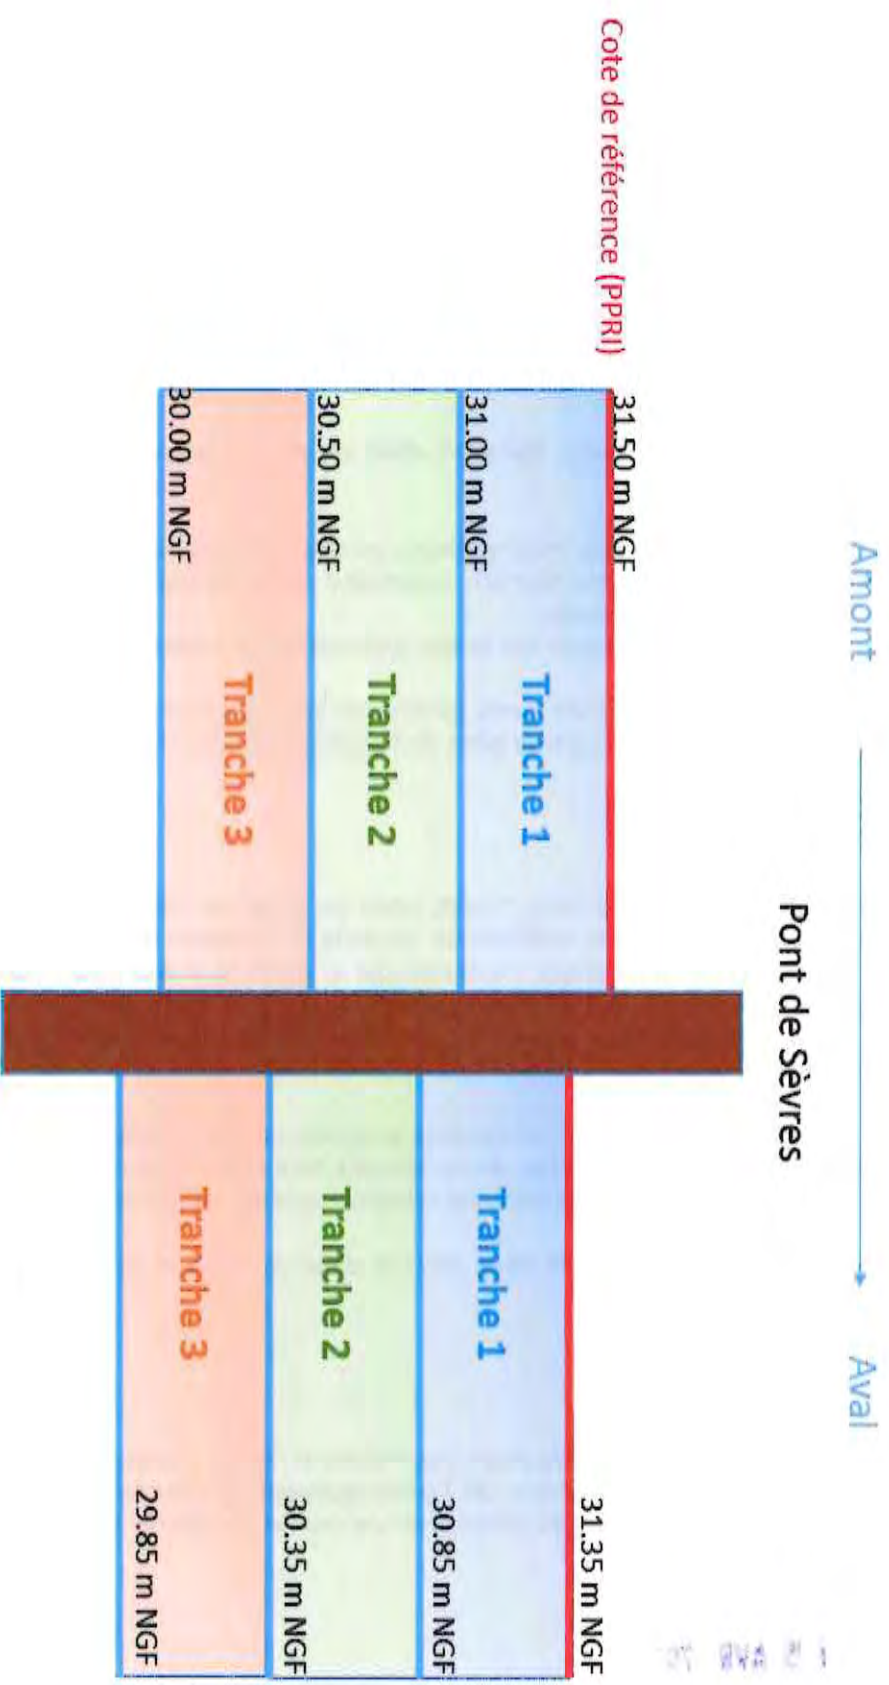 Amont
Aval
Pont de Sèvres
Cote de référence (PPRI)
31.50 m NGF
Tranche 1
31.00 m NGF
Tranche 2
30.50 m NGF
Tranche 3
30.00 m NGF
31.35 m NGF
Tranche 1
30.85 m NGF
Tranche 2
30.35 m NGF
Tranche 3
29.85 m NGF